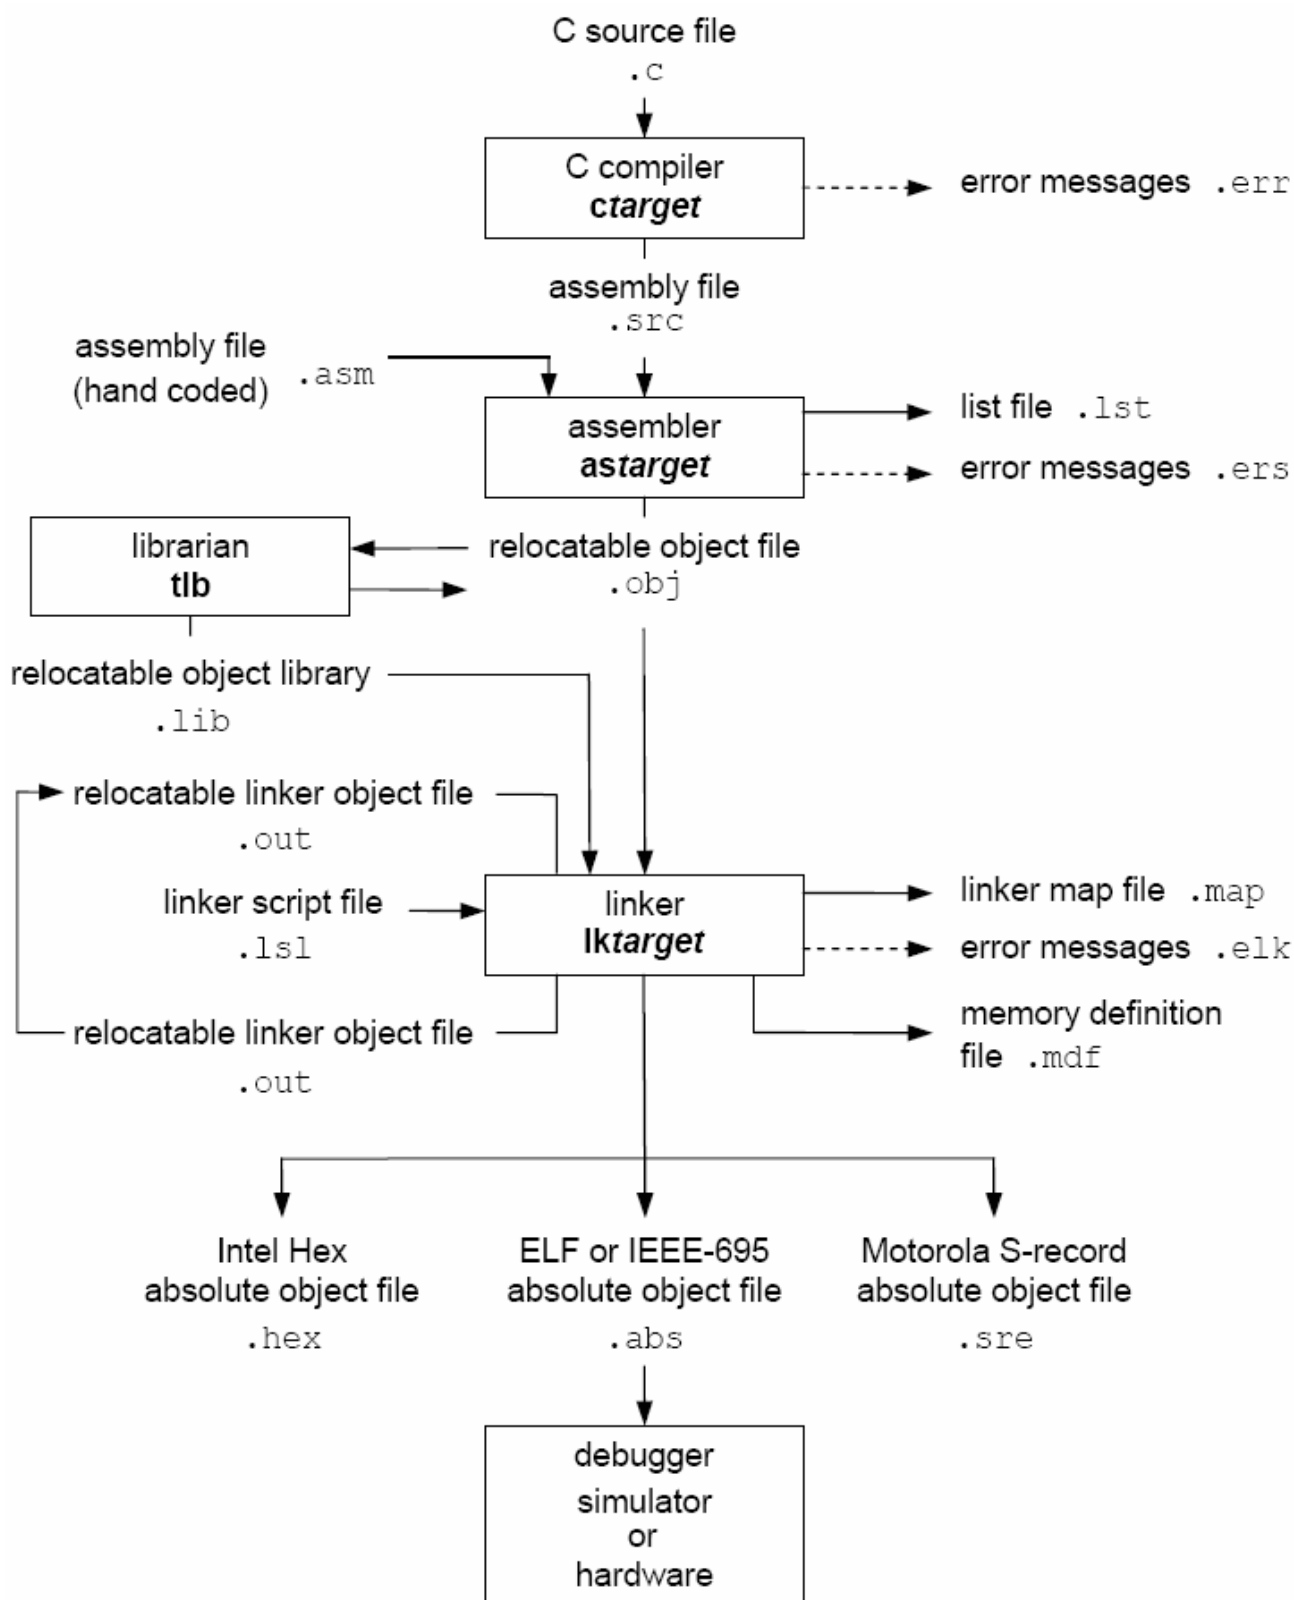 C source file
.c
C compiler
ctarget
error messages .err
assembly file
.src
assembly file
(hand coded) .asm
assembler
astarget
list file .lst
error messages .ers
librarian
tlb
relocatable object file
.obj
relocatable object library
.lib
relocatable linker object file
.out
linker script file
.lsl
linker
lktarget
linker map file .map
error messages .elk
memory definition
file .mdf
relocatable linker object file
.out
Intel Hex
absolute object file
.hex
ELF or IEEE-695
absolute object file
.abs
Motorola S-record
absolute object file
.sre
debugger
simulator
or
hardware